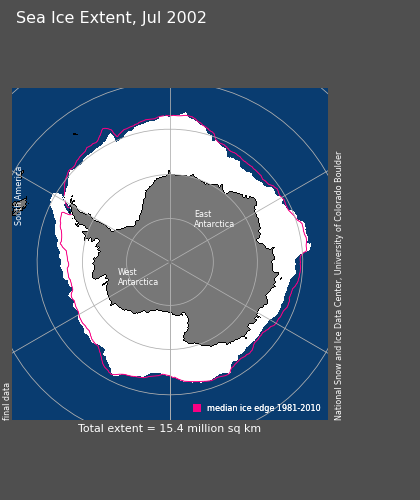 Sea Ice Extent, Jul 2002
South America
East
Antarctica
West
Antarctica
National Snow and Ice Data Center, University of Colorado Boulder
final data
median ice edge 1981-2010
Total extent = 15.4 million sq km